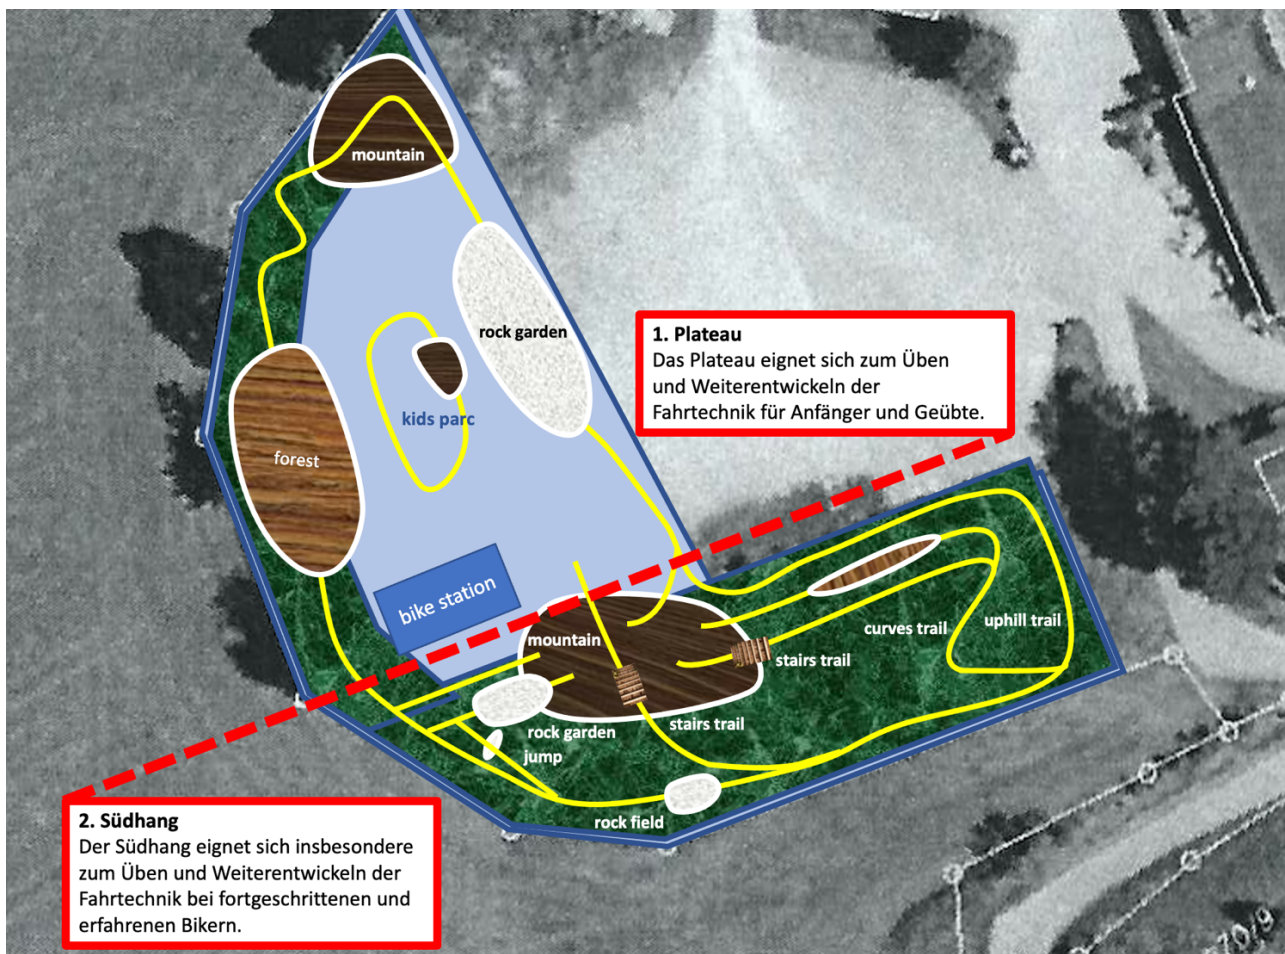 mountain
rock garden
1. Plateau
Das Plateau eignet sich zum Üben
und Weiterentwickeln der
Fahrtechnik für Anfänger und Geübte.
kids parc
forest
bike station
mountain
curves trail
uphill trail
stairs trail
rock garden
stairs trail
jump
rock field
2. Südhang
Der Südhang eignet sich insbesondere
zum Üben und Weiterentwickeln der
Fahrtechnik bei fortgeschrittenen und
erfahrenen Bikern.